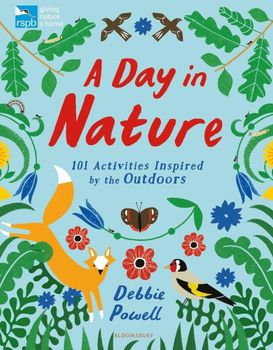 rspb
giving
nature
a home
A Day in
Nature
101 Activities Inspired
by the Outdoors
Debbie
Powell
BLOOMSBURY